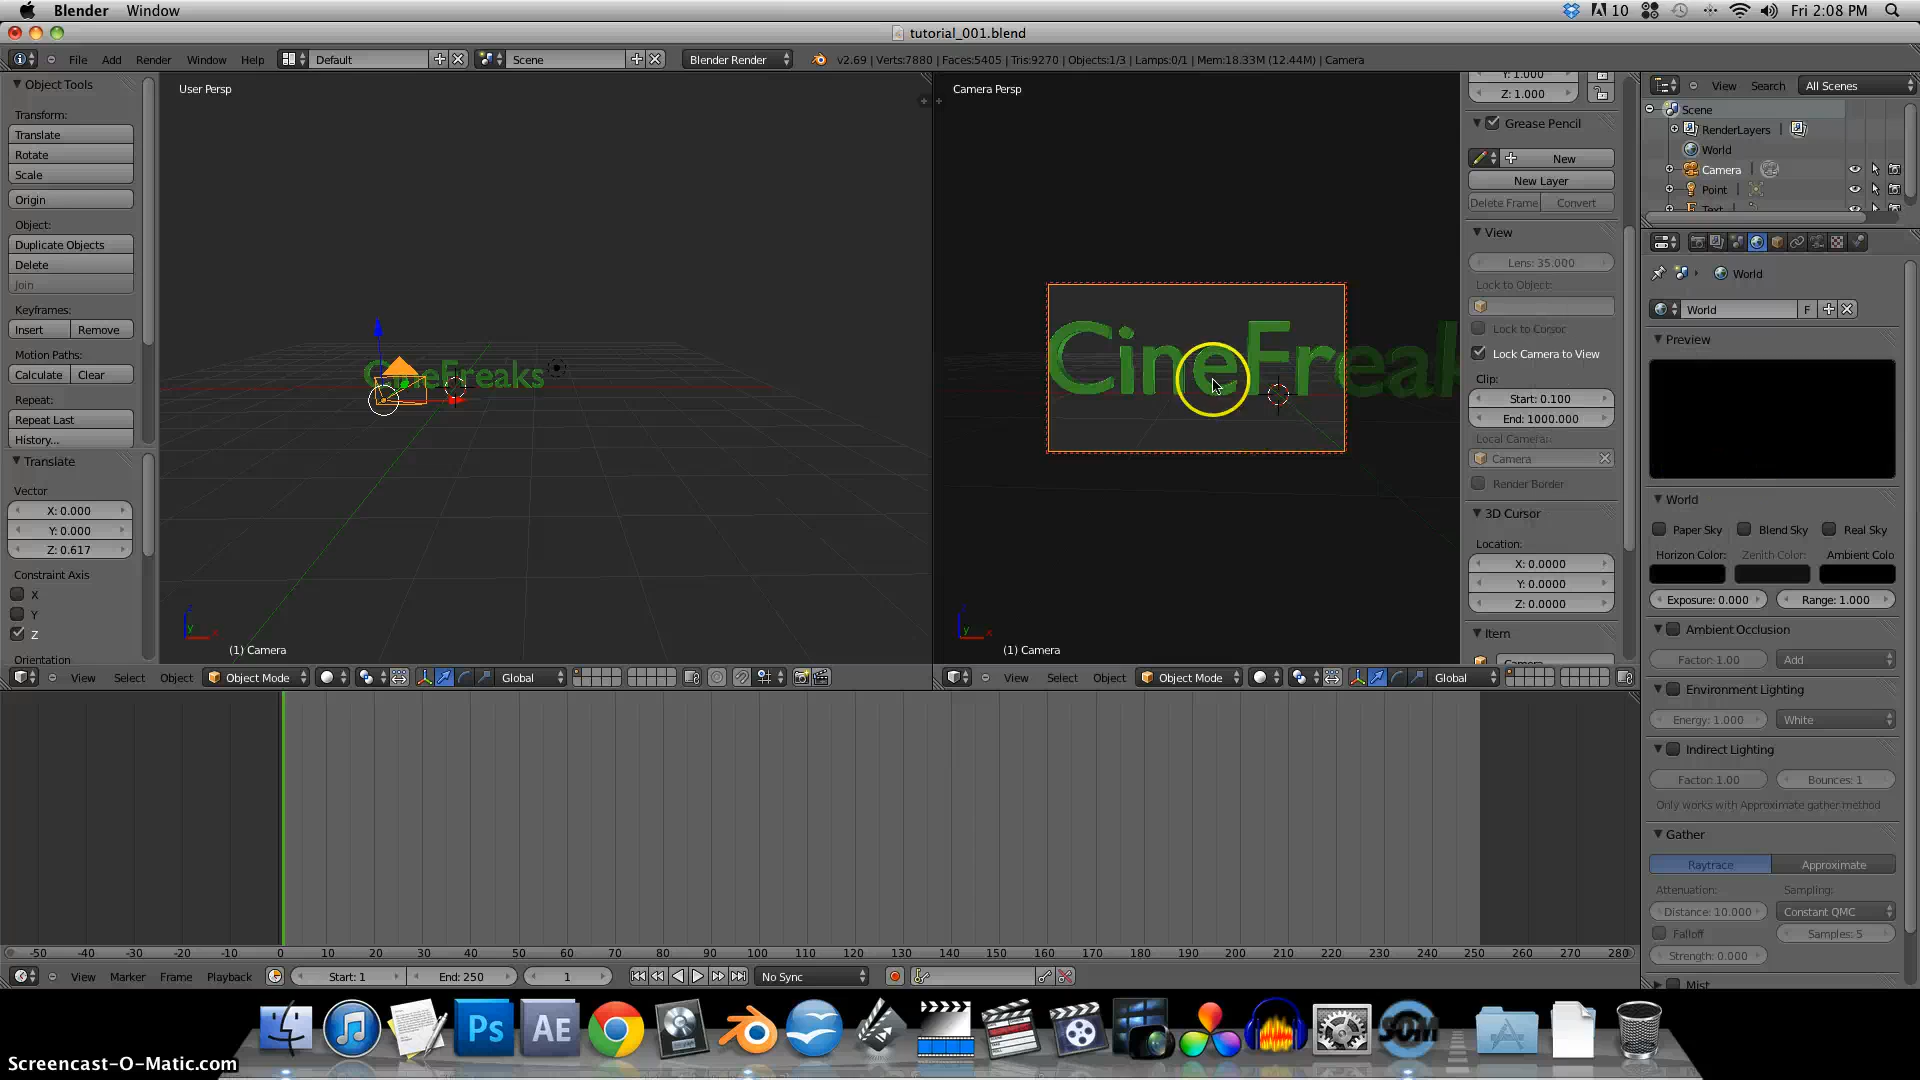 Blender Window
10 Fri 2:08 PM
tutorial_001.blend
File Add Render Window Help Default Scene Blender Render v2.69 | Verts:7880 | Faces:5405 | Tris:9270 | Objects:1/3 | Lamps:0/1 | Mem:18.33M (12.44M) | Camera
Object Tools
Transform:
Translate
Rotate
Scale
Origin
Object:
Duplicate Objects
Delete
Join
Keyframes:
Insert Remove
Motion Paths:
Calculate Clear
Repeat:
Repeat Last
History...
Translate
Vector
X: 0.000
Y: 0.000
Z: 0.617
Constraint Axis
X
Y
Z
Orientation
User Persp
CineFreaks
(1) Camera
View Select Object Object Mode Global
Camera Persp
CineFreak
(1) Camera
View Select Object Object Mode Global
Y: 1.000
Z: 1.000
Grease Pencil
New
New Layer
Delete Frame Convert
View
Lens: 35.000
Lock to Object:
Lock to Cursor
Lock Camera to View
Clip:
Start: 0.100
End: 1000.000
Local Camera:
Camera
Render Border
3D Cursor
Location:
X: 0.0000
Y: 0.0000
Z: 0.0000
Item
Camera
View Search All Scenes
Scene
RenderLayers
World
Camera
Point
Text
World
World F
Preview
World
Paper Sky Blend Sky Real Sky
Horizon Color: Zenith Color: Ambient Colo
Exposure: 0.000 Range: 1.000
Ambient Occlusion
Factor: 1.00 Add
Environment Lighting
Energy: 1.000 White
Indirect Lighting
Factor: 1.00 Bounces: 1
Only works with Approximate gather method
Gather
Raytrace Approximate
Attenuation: Sampling:
Distance: 10.000 Constant QMC
Falloff Samples: 5
Strength: 0.000
Mist
-50 -40 -30 -20 -10 0 10 20 30 40 50 60 70 80 90 100 110 120 130 140 150 160 170 180 190 200 210 220 230 240 250 260 270 280
View Marker Frame Playback Start: 1 End: 250 1 No Sync
Ps AE SOM
Screencast-O-Matic.com